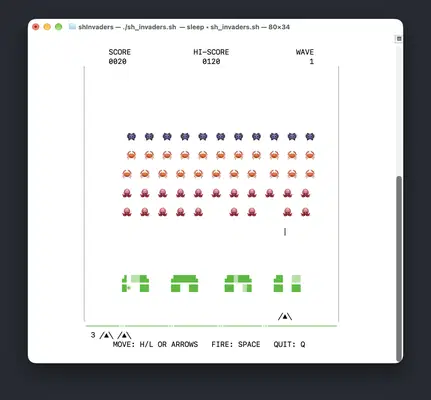 shInvaders — ./sh_invaders.sh — sleep • sh_invaders.sh — 80×34
SCORE HI-SCORE WAVE
0020 0120 1
3
MOVE: H/L OR ARROWS FIRE: SPACE QUIT: Q